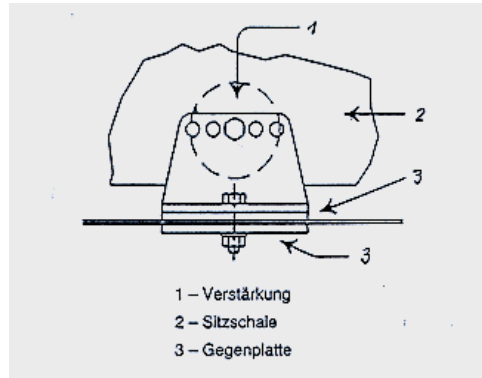 1
2
3
3
1 – Verstärkung
2 – Sitzschale
3 – Gegenplatte